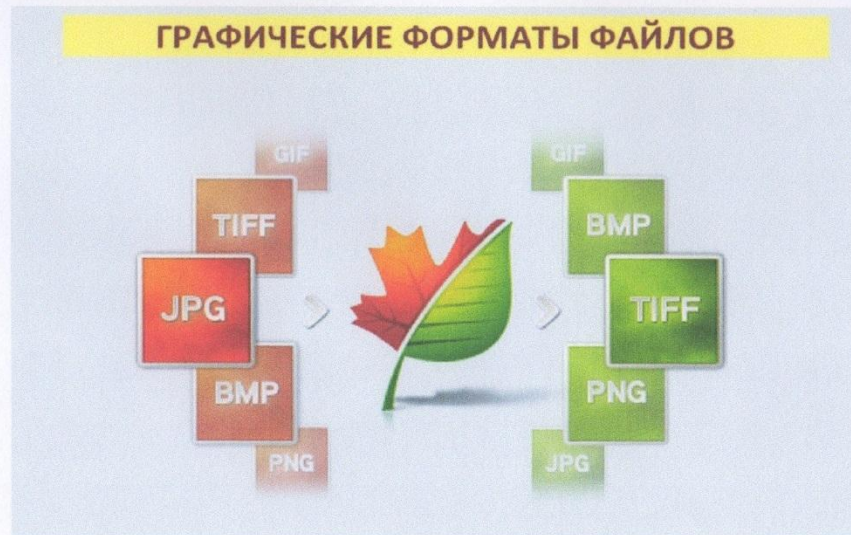 ГРАФИЧЕСКИЕ ФОРМАТЫ ФАЙЛОВ
GIF
TIFF
JPG
BMP
PNG
GIF
BMP
TIFF
PNG
JPG